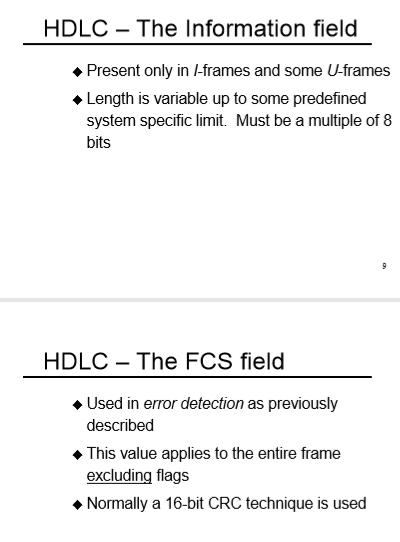 HDLC – The Information field
◆ Present only in I-frames and some U-frames
◆ Length is variable up to some predefined
system specific limit.  Must be a multiple of 8
bits
9
HDLC – The FCS field
◆ Used in error detection as previously
described
◆ This value applies to the entire frame
excluding flags
◆ Normally a 16-bit CRC technique is used